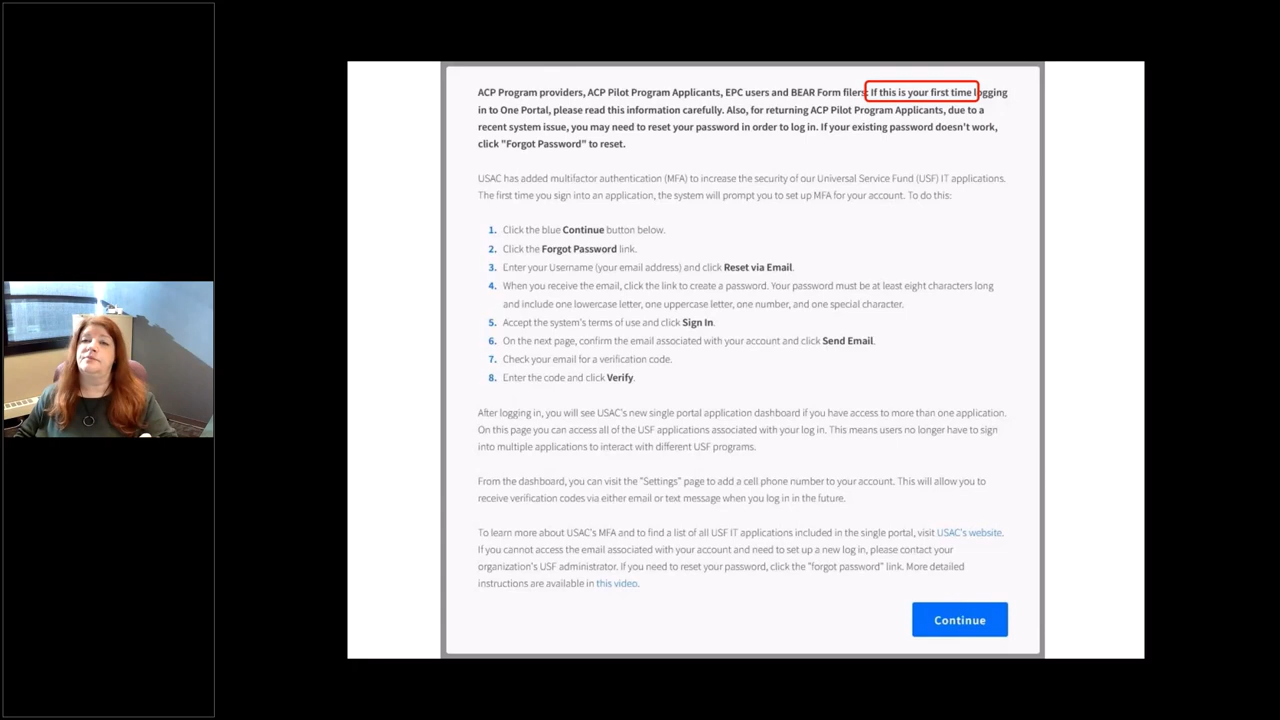 ACP Program providers, ACP Pilot Program Applicants, EPC users and BEAR Form filers: If this is your first time logging
in to One Portal, please read this information carefully. Also, for returning ACP Pilot Program Applicants, due to a
recent system issue, you may need to reset your password in order to log in. If your existing password doesn't work,
click "Forgot Password" to reset.
USAC has added multifactor authentication (MFA) to increase the security of our Universal Service Fund (USF) IT applications.
The first time you sign into an application, the system will prompt you to set up MFA for your account. To do this:
1. Click the blue Continue button below.
2. Click the Forgot Password link.
3. Enter your Username (your email address) and click Reset via Email.
4. When you receive the email, click the link to create a password. Your password must be at least eight characters long
and include one lowercase letter, one uppercase letter, one number, and one special character.
5. Accept the system's terms of use and click Sign In.
6. On the next page, confirm the email associated with your account and click Send Email.
7. Check your email for a verification code.
8. Enter the code and click Verify.
After logging in, you will see USAC's new single portal application dashboard if you have access to more than one application.
On this page you can access all of the USF applications associated with your log in. This means users no longer have to sign
into multiple applications to interact with different USF programs.
From the dashboard, you can visit the "Settings" page to add a cell phone number to your account. This will allow you to
receive verification codes via either email or text message when you log in in the future.
To learn more about USAC's MFA and to find a list of all USF IT applications included in the single portal, visit USAC's website.
If you cannot access the email associated with your account and need to set up a new log in, please contact your
organization's USF administrator. If you need to reset your password, click the "forgot password" link. More detailed
instructions are available in this video.
Continue